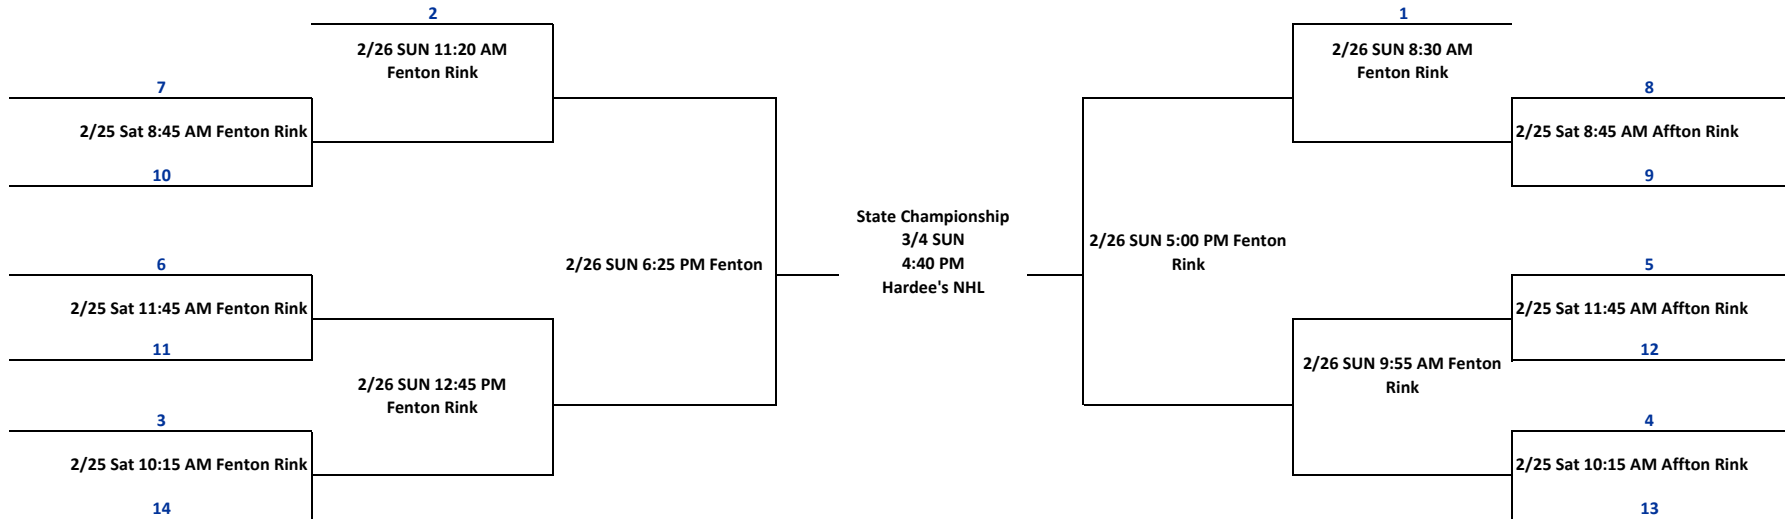 2
1
2/26 SUN 11:20 AM
Fenton Rink
2/26 SUN 8:30 AM
Fenton Rink
7
8
2/25 Sat 8:45 AM Fenton Rink
2/25 Sat 8:45 AM Affton Rink
10
9
State Championship
3/4 SUN
4:40 PM
Hardee's NHL
2/26 SUN 6:25 PM Fenton
2/26 SUN 5:00 PM Fenton
Rink
6
5
2/25 Sat 11:45 AM Fenton Rink
2/25 Sat 11:45 AM Affton Rink
11
12
2/26 SUN 12:45 PM
Fenton Rink
2/26 SUN 9:55 AM Fenton
Rink
3
4
2/25 Sat 10:15 AM Fenton Rink
2/25 Sat 10:15 AM Affton Rink
14
13